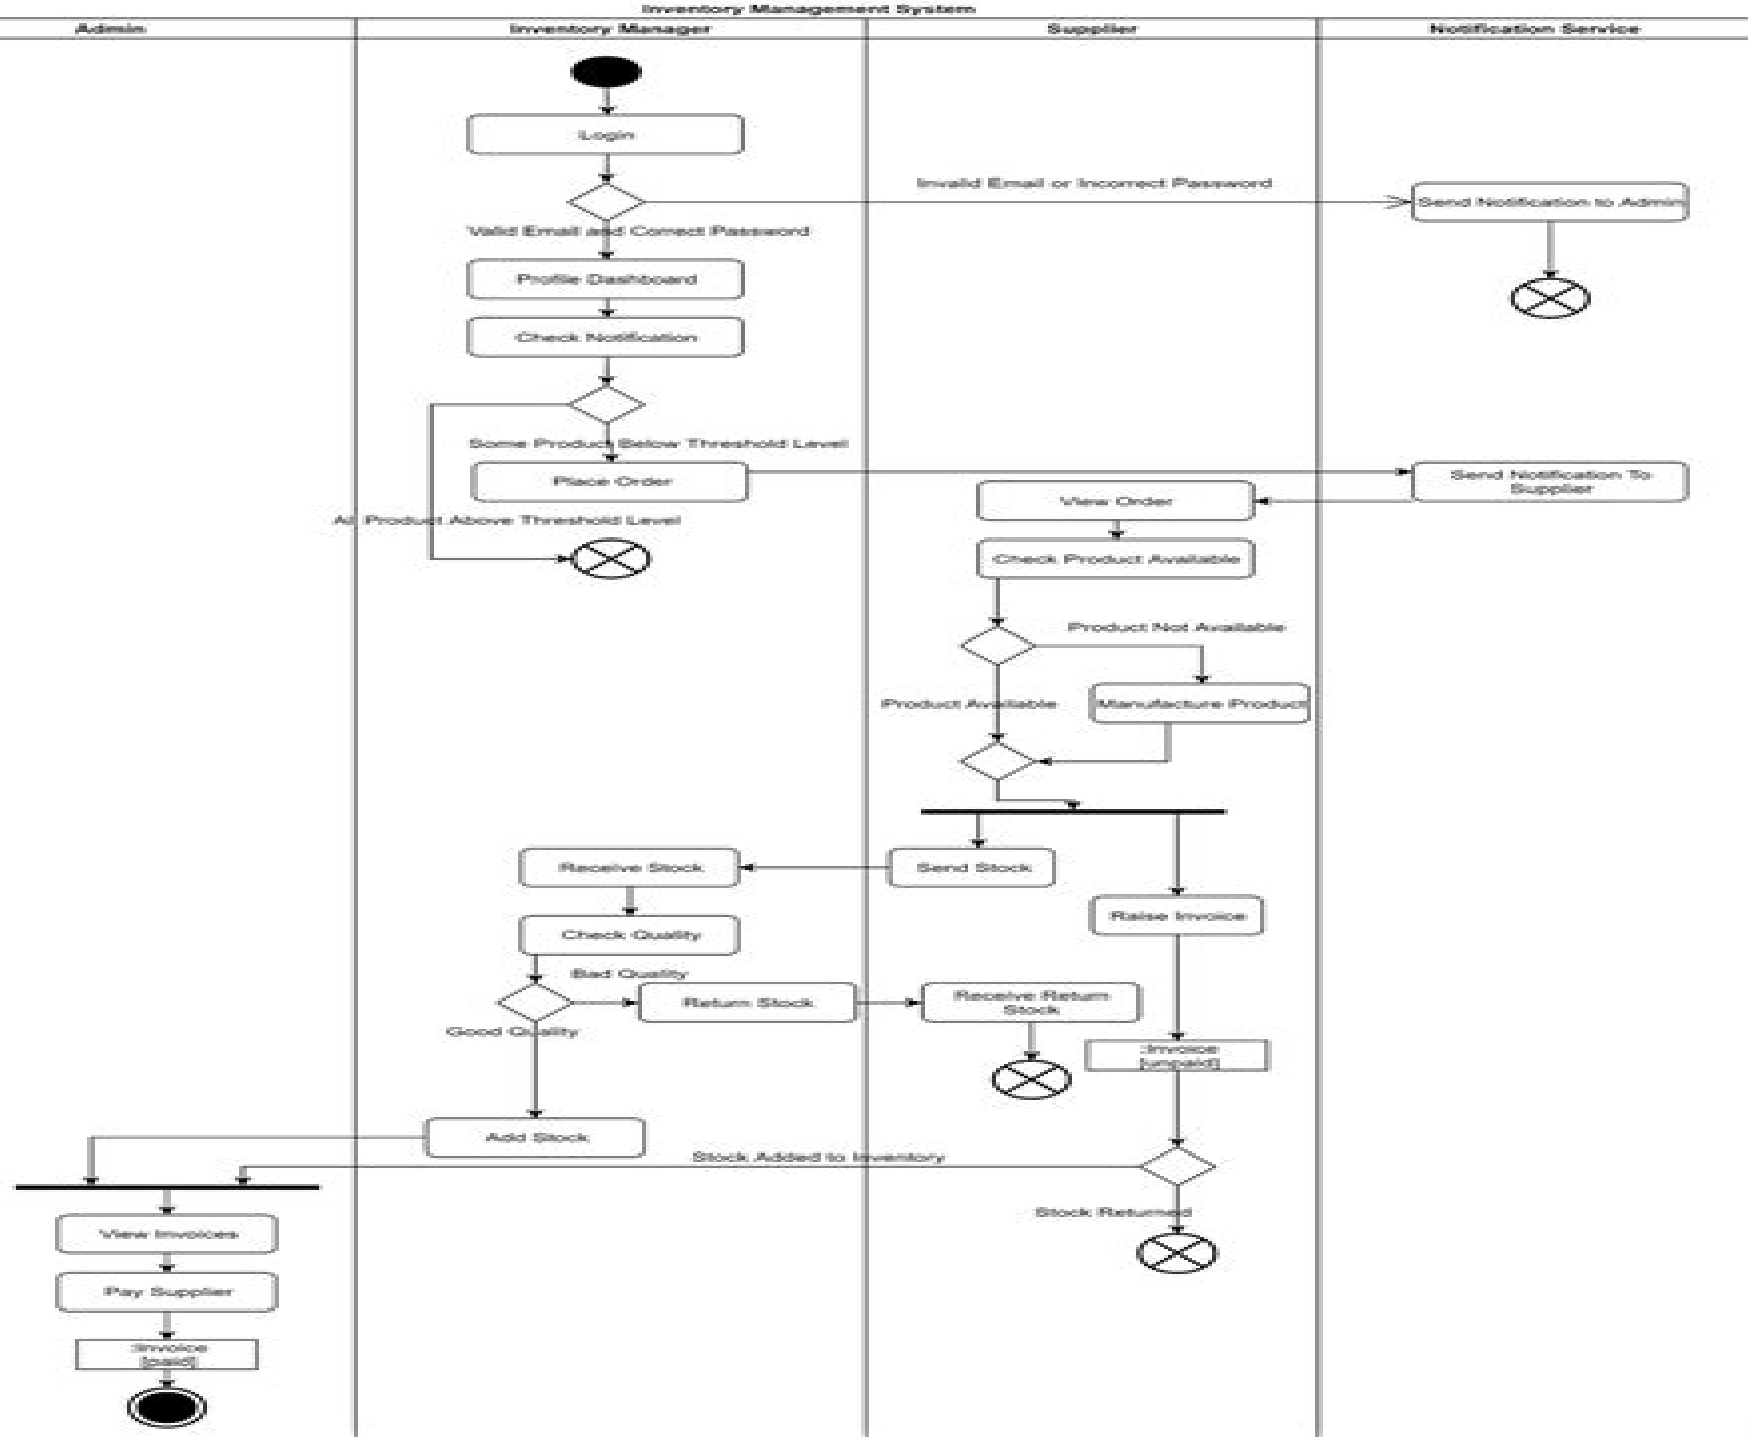 Inventory Management System
Admin
Inventory Manager
Supplier
Notification Service
Login
Invalid Email or Incorrect Password
Send Notification to Admin
Valid Email and Correct Password
Profile Dashboard
Check Notification
Some Product Below Threshold Level
Place Order
Send Notification To
Supplier
View Order
All Product Above Threshold Level
Check Product Available
Product Not Available
Product Available
Manufacture Product
Receive Stock
Send Stock
Raise Invoice
Check Quality
Bad Quality
Return Stock
Receive Return
Stock
Good Quality
:Invoice
[unpaid]
Add Stock
Stock Added to Inventory
Stock Returned
View Invoices
Pay Supplier
:Invoice
[paid]